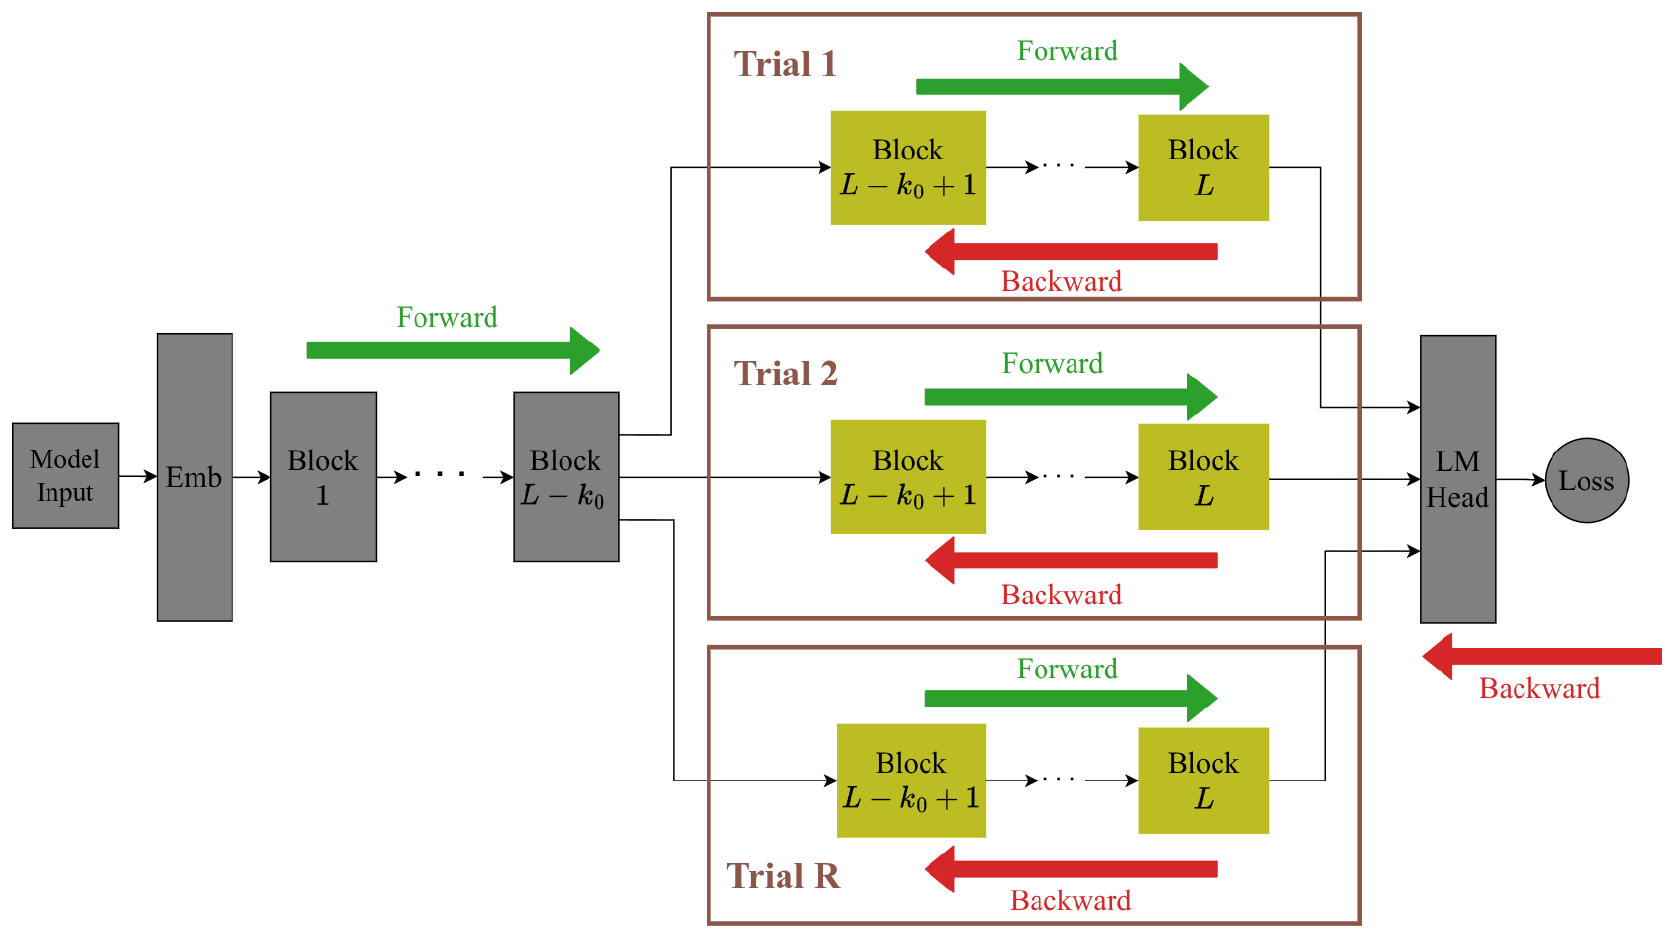 Model
Input
Emb
Forward
Block
1
. . .
Block
L − k₀
Trial 1
Forward
Block
L − k₀ + 1
. . .
Block
L
Backward
Trial 2
Forward
Block
L − k₀ + 1
. . .
Block
L
Backward
Forward
Block
L − k₀ + 1
. . .
Block
L
Trial R
Backward
LM
Head
Loss
Backward